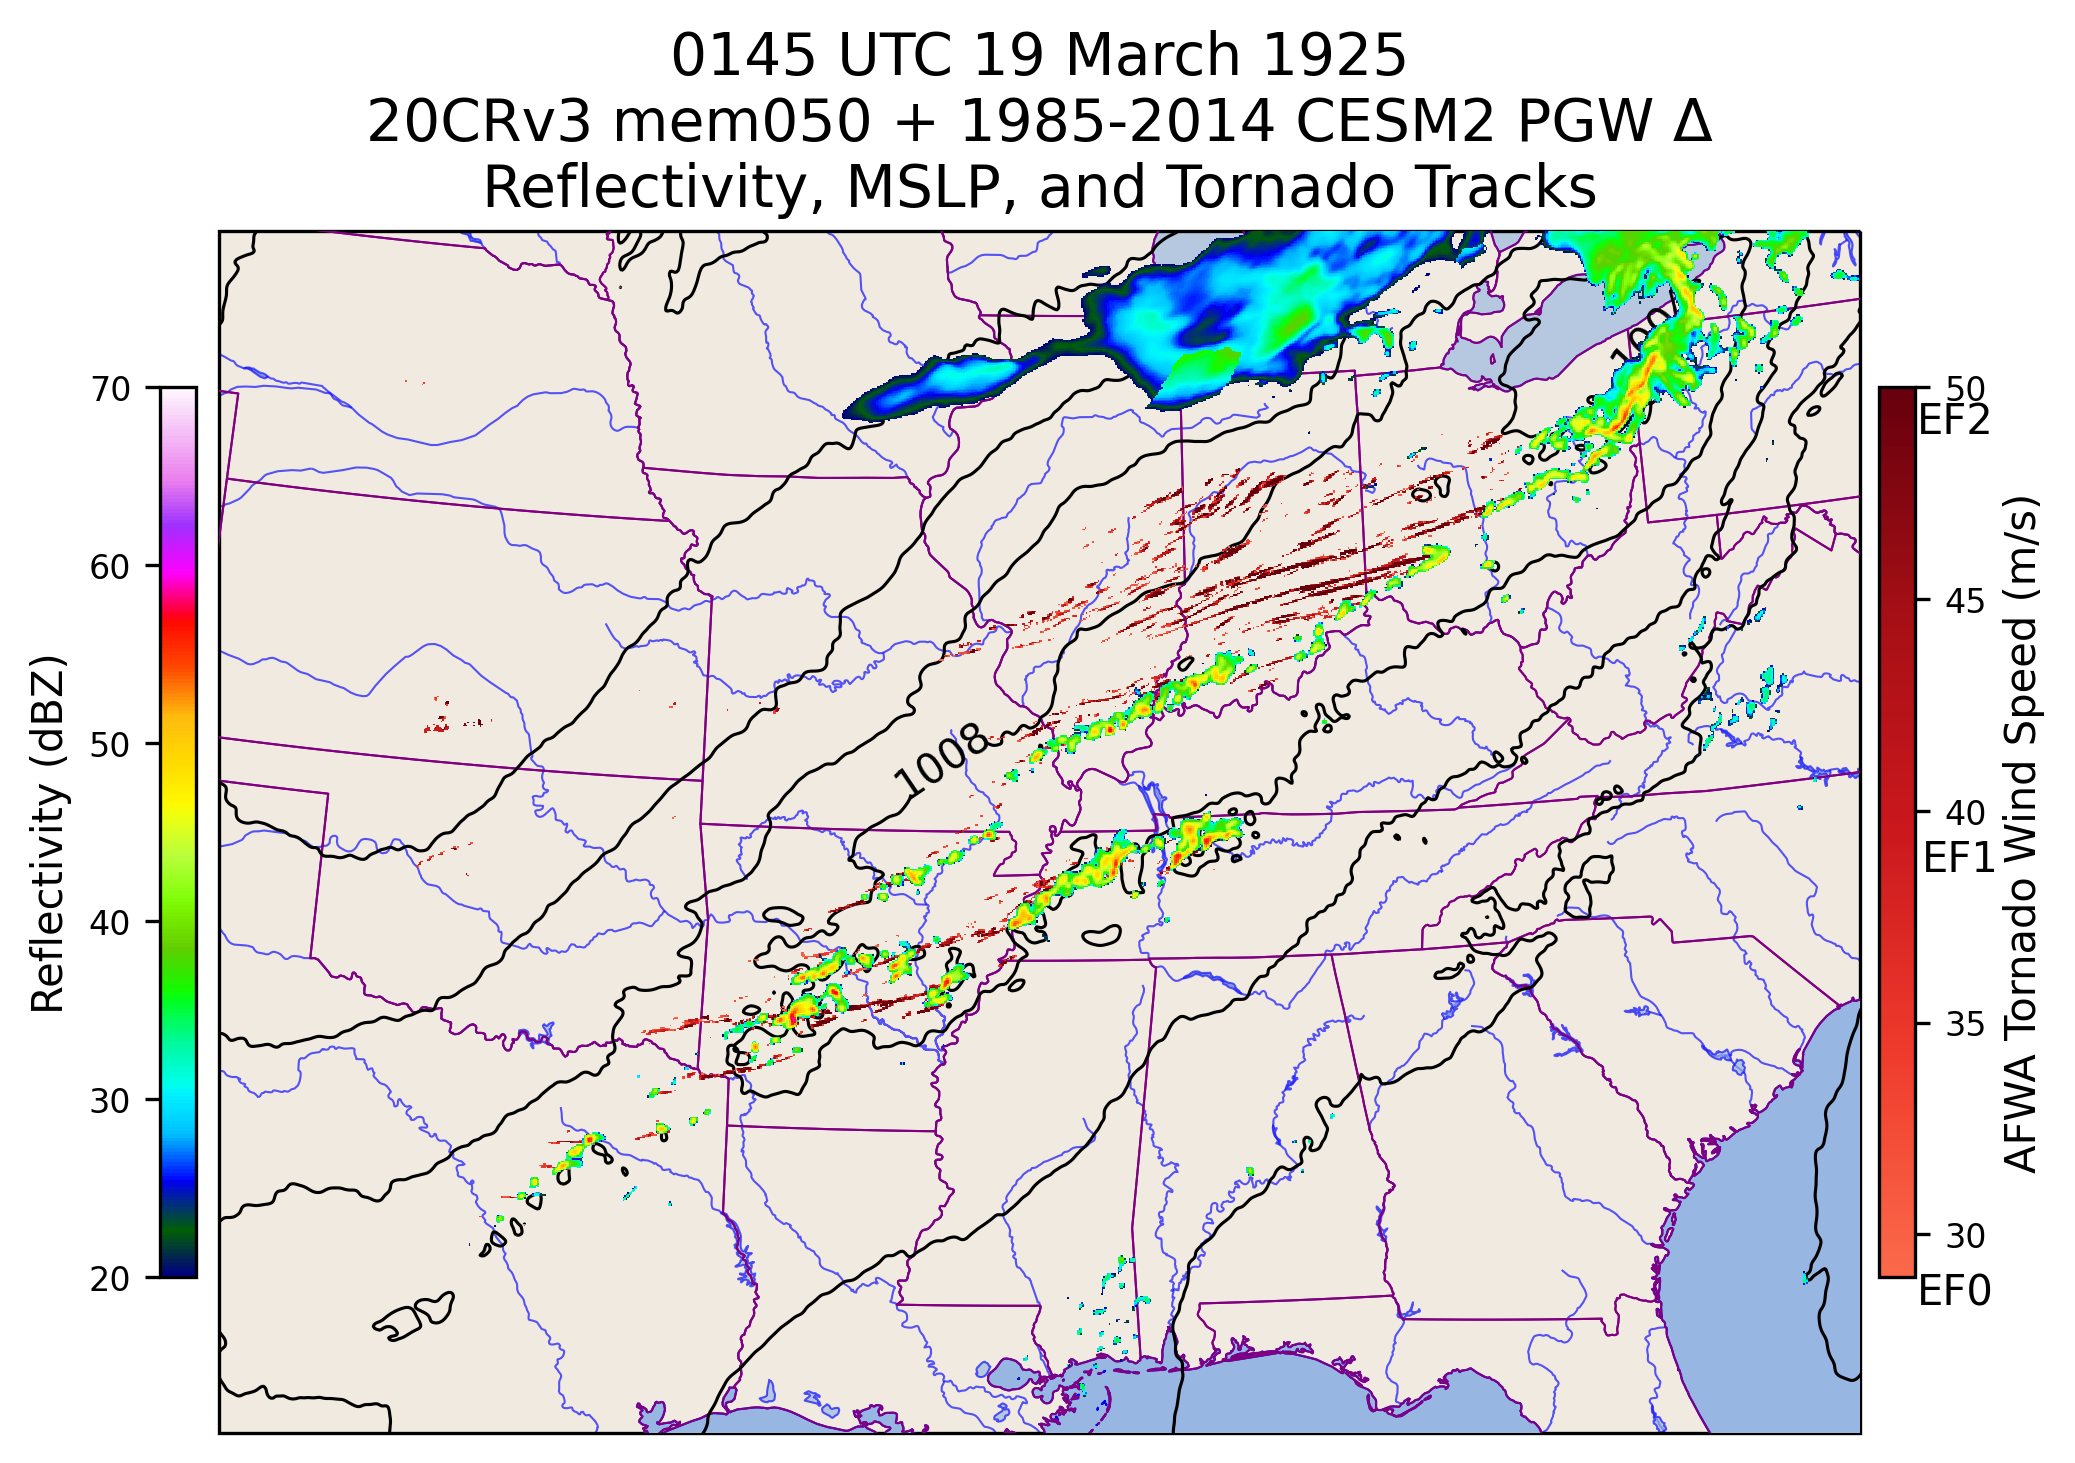 0145 UTC 19 March 1925
20CRv3 mem050 + 1985-2014 CESM2 PGW Δ
Reflectivity, MSLP, and Tornado Tracks
70
60
50
40
30
20
Reflectivity (dBZ)
1008
50
EF2
45
40
EF1
35
30
EF0
AFWA Tornado Wind Speed (m/s)